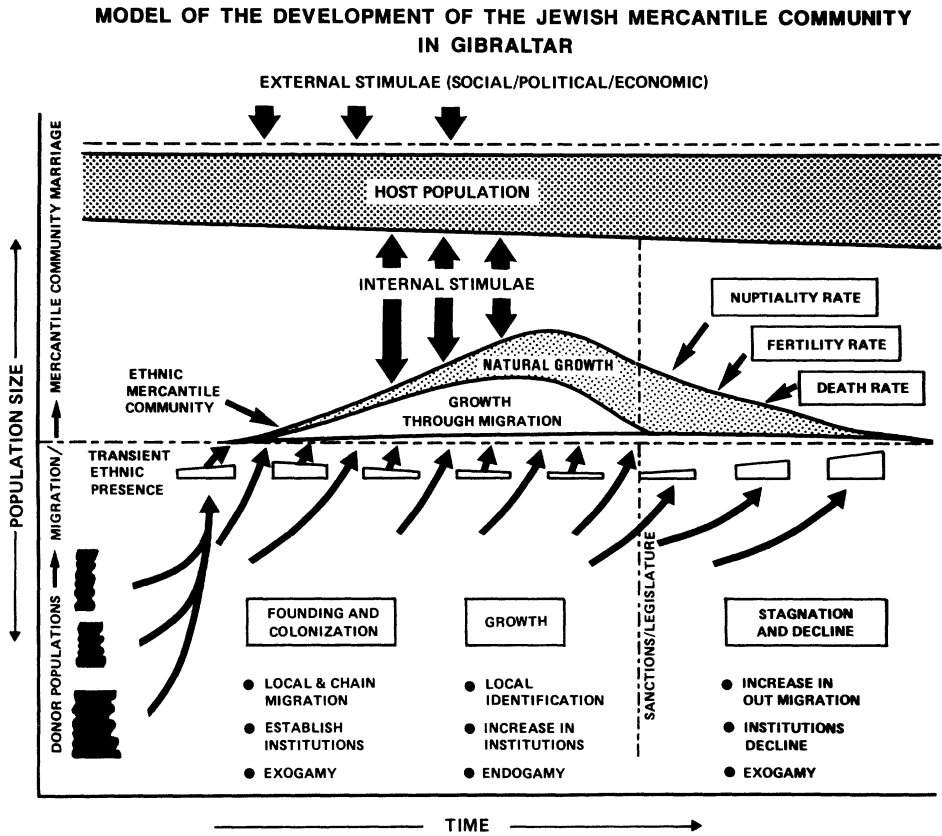 MODEL OF THE DEVELOPMENT OF THE JEWISH MERCANTILE COMMUNITY
IN GIBRALTAR
EXTERNAL STIMULAE (SOCIAL/POLITICAL/ECONOMIC)
HOST POPULATION
INTERNAL STIMULAE
NUPTIALITY RATE
FERTILITY RATE
DEATH RATE
NATURAL GROWTH
ETHNIC
MERCANTILE
COMMUNITY
GROWTH
THROUGH MIGRATION
TRANSIENT
ETHNIC
PRESENCE
POPULATION SIZE
DONOR POPULATIONS MIGRATION/ MERCANTILE COMMUNITY MARRIAGE
SANCTIONS/LEGISLATURE
FOUNDING AND
COLONIZATION
● LOCAL & CHAIN
MIGRATION
● ESTABLISH
INSTITUTIONS
● EXOGAMY
GROWTH
● LOCAL
IDENTIFICATION
● INCREASE IN
INSTITUTIONS
● ENDOGAMY
STAGNATION
AND DECLINE
● INCREASE IN
OUT MIGRATION
● INSTITUTIONS
DECLINE
● EXOGAMY
TIME